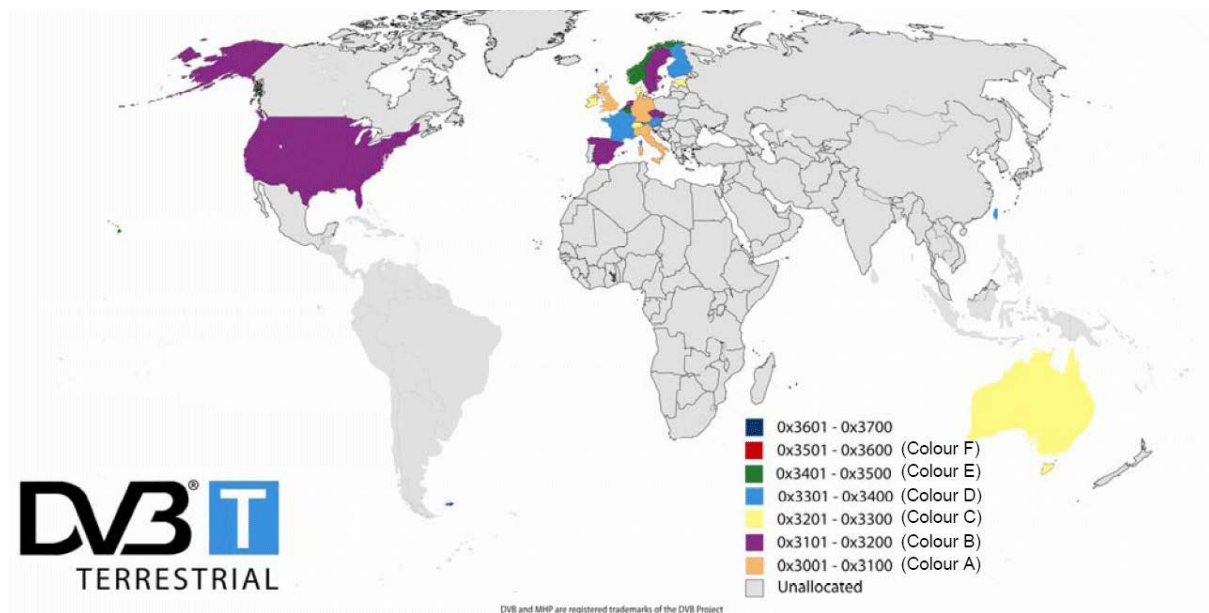 0x3601 - 0x3700
0x3501 - 0x3600 (Colour F)
0x3401 - 0x3500 (Colour E)
0x3301 - 0x3400 (Colour D)
0x3201 - 0x3300 (Colour C)
0x3101 - 0x3200 (Colour B)
0x3001 - 0x3100 (Colour A)
Unallocated
DVB® T
TERRESTRIAL
DVB and MHP are registered trademarks of the DVB Project